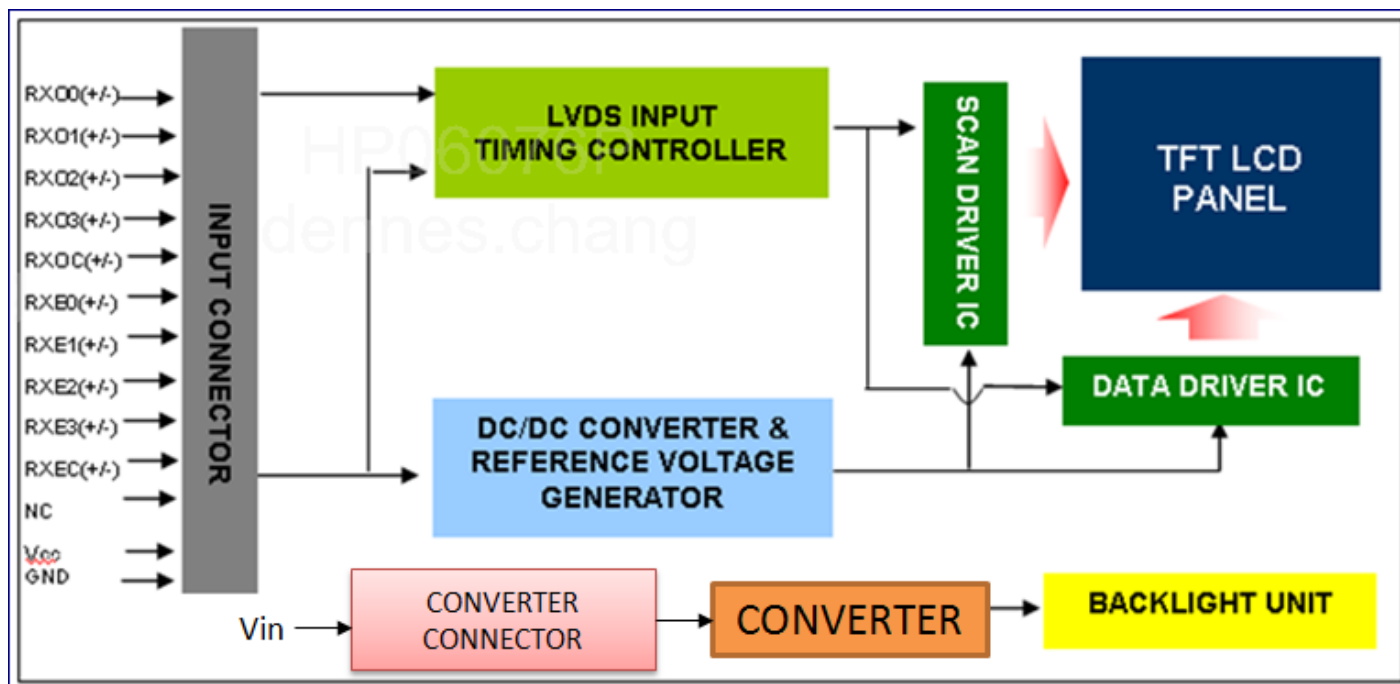 RXO0(+/-)
RXO1(+/-)
RXO2(+/-)
RXO3(+/-)
RXOC(+/-)
RXE0(+/-)
RXE1(+/-)
RXE2(+/-)
RXE3(+/-)
RXEC(+/-)
NC
Vcc
GND
INPUT CONNECTOR
LVDS INPUT
TIMING CONTROLLER
SCAN DRIVER IC
TFT LCD
PANEL
DATA DRIVER IC
DC/DC CONVERTER &
REFERENCE VOLTAGE
GENERATOR
Vin
CONVERTER
CONNECTOR
CONVERTER
BACKLIGHT UNIT
dennes.chang